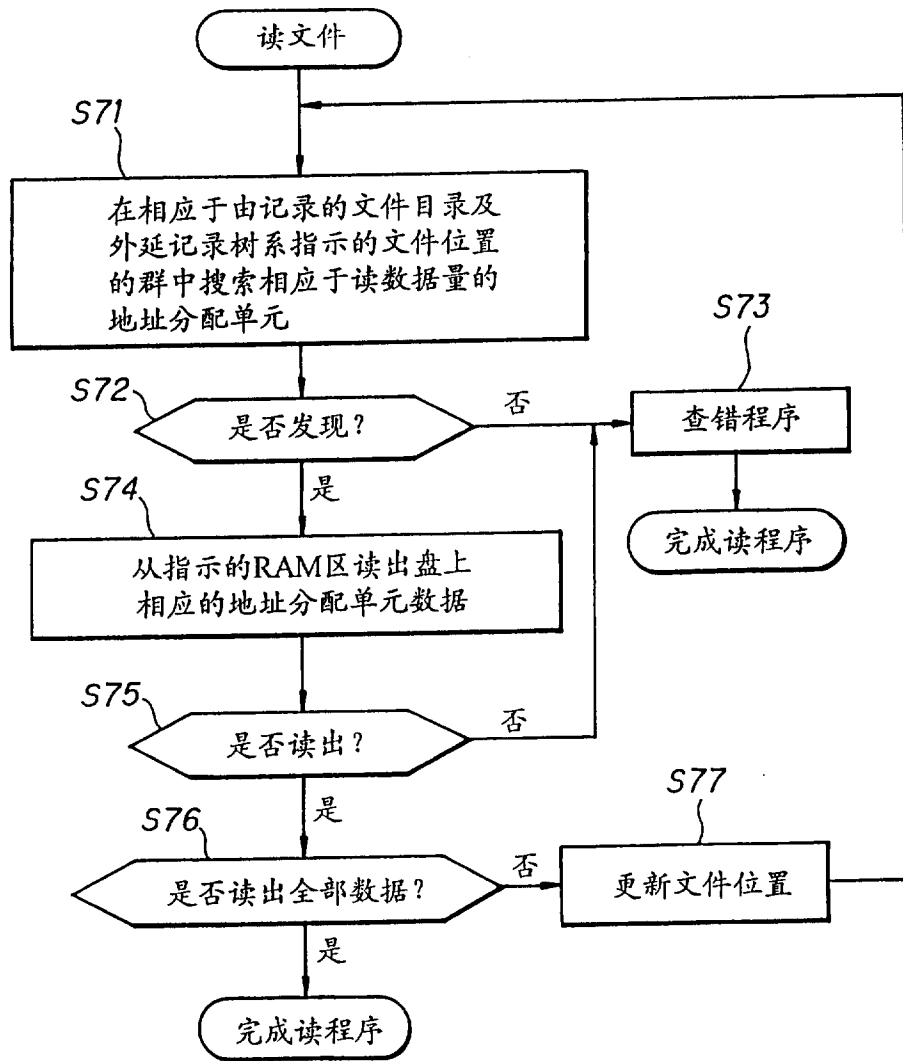 读文件
S71
在相应于由记录的文件目录及
外延记录树系指示的文件位置
的群中搜索相应于读数据量的
地址分配单元
S72
是否发现?
否
S73
查错程序
完成读程序
是
S74
从指示的RAM区读出盘上
相应的地址分配单元数据
S75
是否读出?
否
是
S76
是否读出全部数据?
否
S77
更新文件位置
是
完成读程序